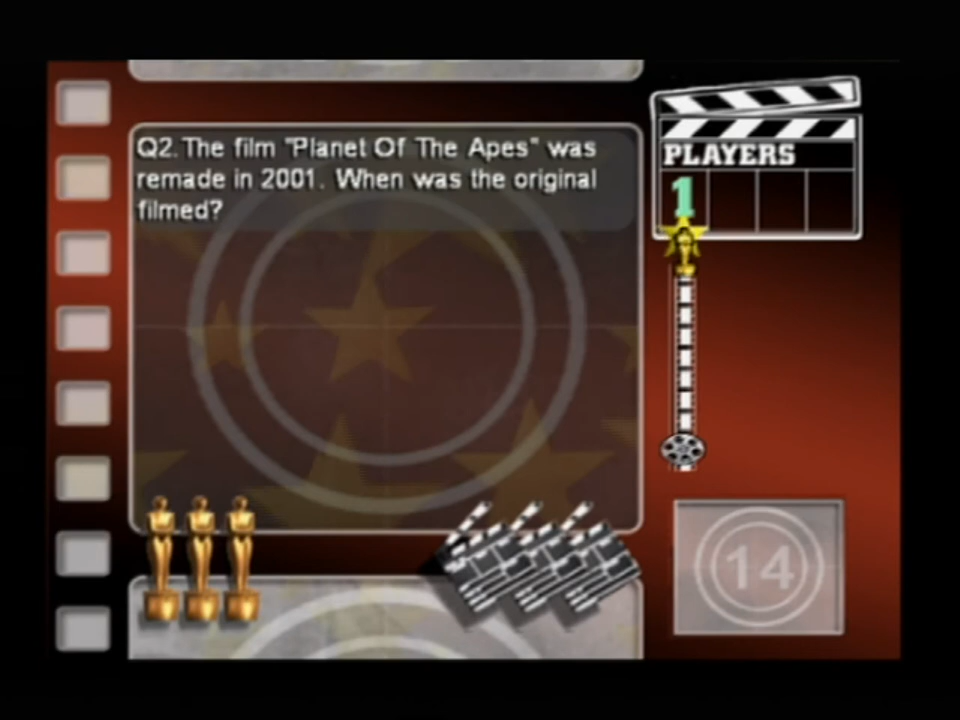 Q2. The film "Planet Of The Apes" was
remade in 2001. When was the original
filmed?
PLAYERS
1
14